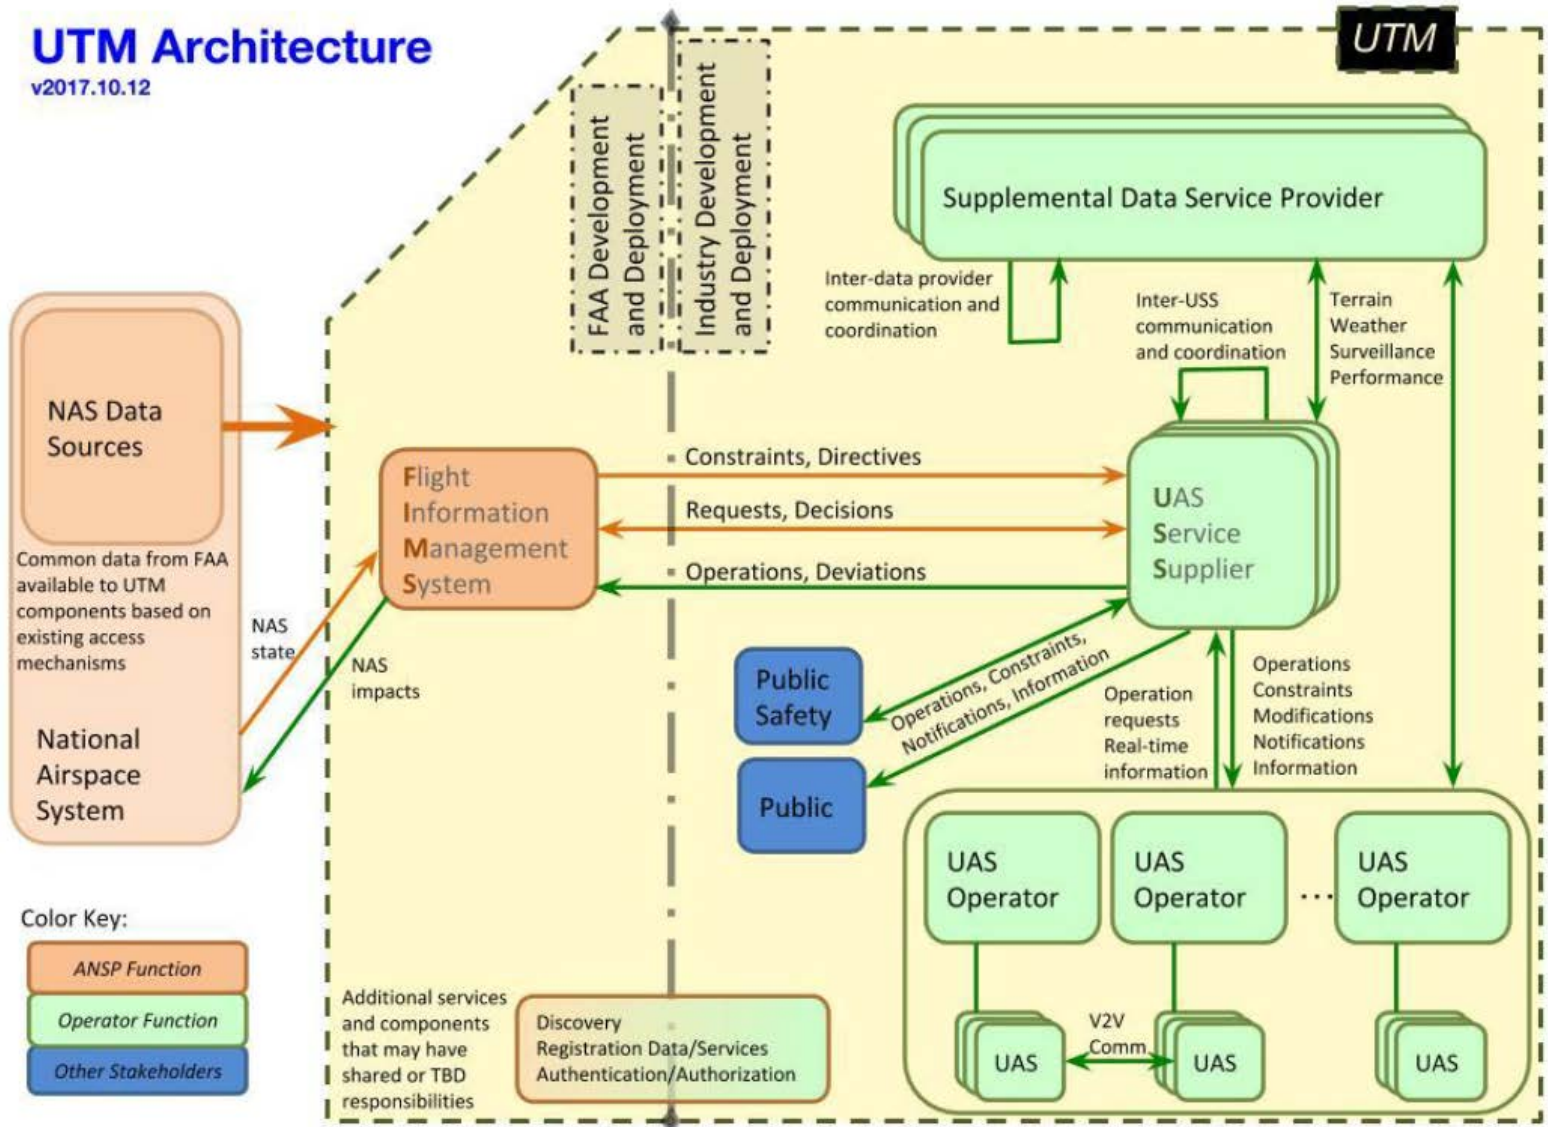 UTM Architecture
v2017.10.12
UTM
FAA Development
and Deployment
Industry Development
and Deployment
Supplemental Data Service Provider
Inter-data provider
communication and
coordination
Inter-USS
communication
and coordination
Terrain
Weather
Surveillance
Performance
NAS Data
Sources
Common data from FAA
available to UTM
components based on
existing access
mechanisms
National
Airspace
System
NAS
state
NAS
impacts
Flight
Information
Management
System
Constraints, Directives
Requests, Decisions
Operations, Deviations
UAS
Service
Supplier
Public
Safety
Public
Operations, Constraints,
Notifications, Information
Operation
requests
Real-time
information
Operations
Constraints
Modifications
Notifications
Information
UAS
Operator
UAS
Operator
...
UAS
Operator
UAS
V2V
Comm.
UAS
UAS
Color Key:
ANSP Function
Operator Function
Other Stakeholders
Additional services
and components
that may have
shared or TBD
responsibilities
Discovery
Registration Data/Services
Authentication/Authorization